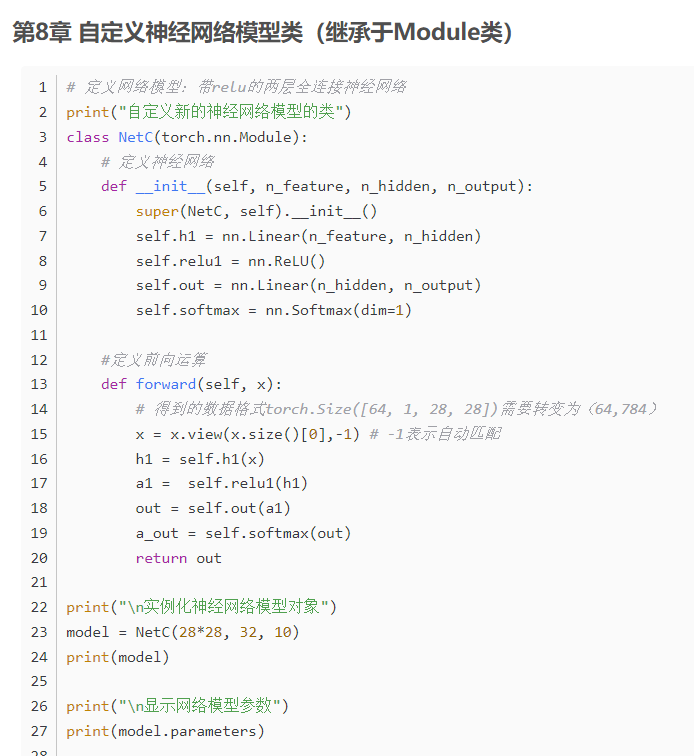 第8章 自定义神经网络模型类（继承于Module类）
1 # 定义网络模型：带relu的两层全连接神经网络
2 print("自定义新的神经网络模型的类")
3 class NetC(torch.nn.Module):
4     # 定义神经网络
5     def __init__(self, n_feature, n_hidden, n_output):
6         super(NetC, self).__init__()
7         self.h1 = nn.Linear(n_feature, n_hidden)
8         self.relu1 = nn.ReLU()
9         self.out = nn.Linear(n_hidden, n_output)
10         self.softmax = nn.Softmax(dim=1)
11
12     #定义前向运算
13     def forward(self, x):
14         # 得到的数据格式torch.Size([64, 1, 28, 28])需要转变为（64,784）
15         x = x.view(x.size()[0],-1) # -1表示自动匹配
16         h1 = self.h1(x)
17         a1 =  self.relu1(h1)
18         out = self.out(a1)
19         a_out = self.softmax(out)
20         return out
21
22 print("\n实例化神经网络模型对象")
23 model = NetC(28*28, 32, 10)
24 print(model)
25
26 print("\n显示网络模型参数")
27 print(model.parameters)